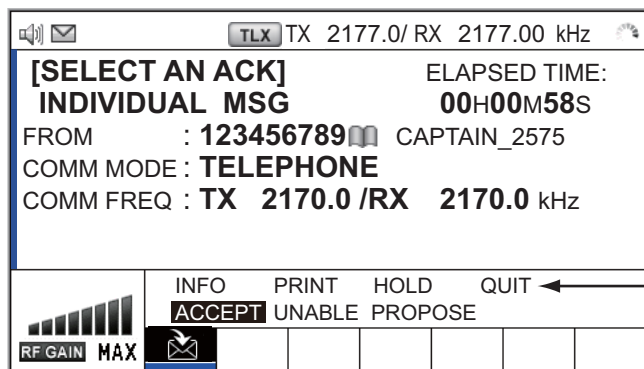 TLX TX 2177.0/ RX 2177.00 kHz
[SELECT AN ACK] ELAPSED TIME:
INDIVIDUAL MSG 00H00M58S
FROM : 123456789 CAPTAIN_2575
COMM MODE : TELEPHONE
COMM FREQ : TX 2170.0 /RX 2170.0 kHz
INFO PRINT HOLD QUIT
ACCEPT UNABLE PROPOSE
RF GAIN MAX